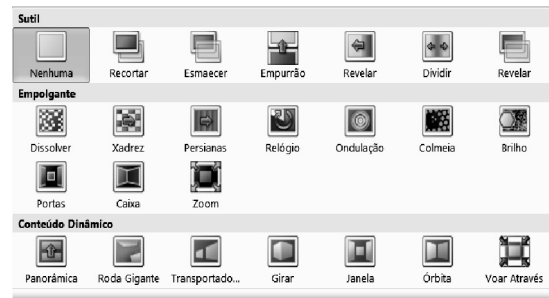 Sutil
Nenhuma Recortar Esmaecer Empurrão Revelar Dividir Revelar
Empolgante
Dissolver Xadrez Persianas Relógio Ondulação Colmeia Brilho
Portas Caixa Zoom
Conteúdo Dinâmico
Panorâmica Roda Gigante Transportado... Girar Janela Órbita Voar Através